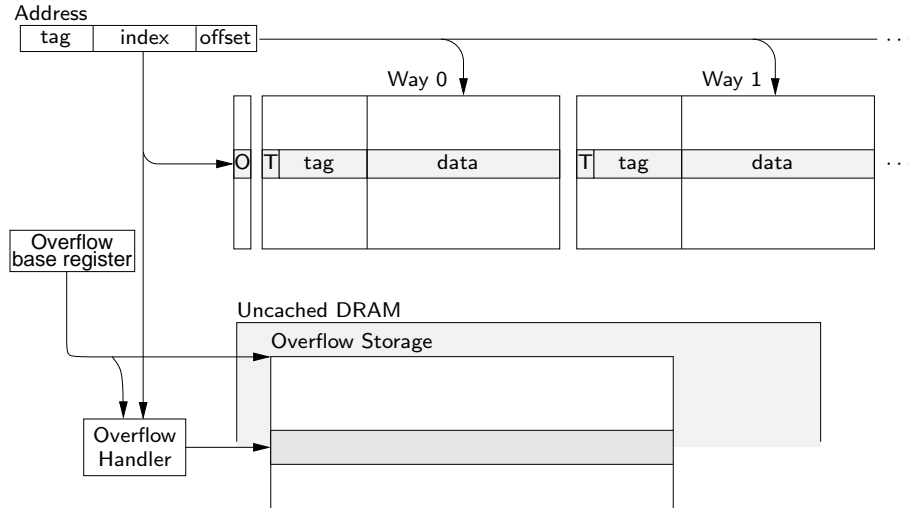 Address
tag index offset
...
Way 0 Way 1
O T tag data T tag data ...
Overflow
base register
Uncached DRAM
Overflow Storage
Overflow
Handler